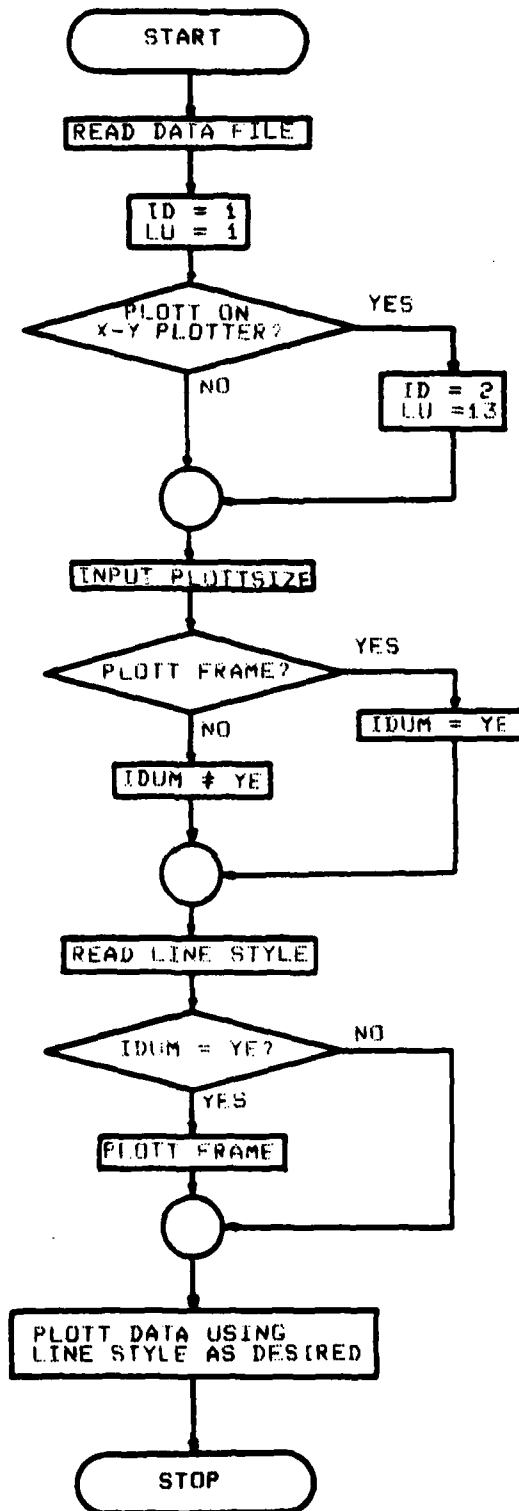 START
READ DATA FILE
ID = 1
LU = 1
PLOTT ON
X-Y PLOTTER?
YES
NO
ID = 2
LU =13
INPUT PLOTTSIZE
PLOTT FRAME?
YES
NO
IDUM = YE
IDUM ≠ YE
READ LINE STYLE
IDUM = YE?
NO
YES
PLOTT FRAME
PLOTT DATA USING
LINE STYLE AS DESIRED
STOP